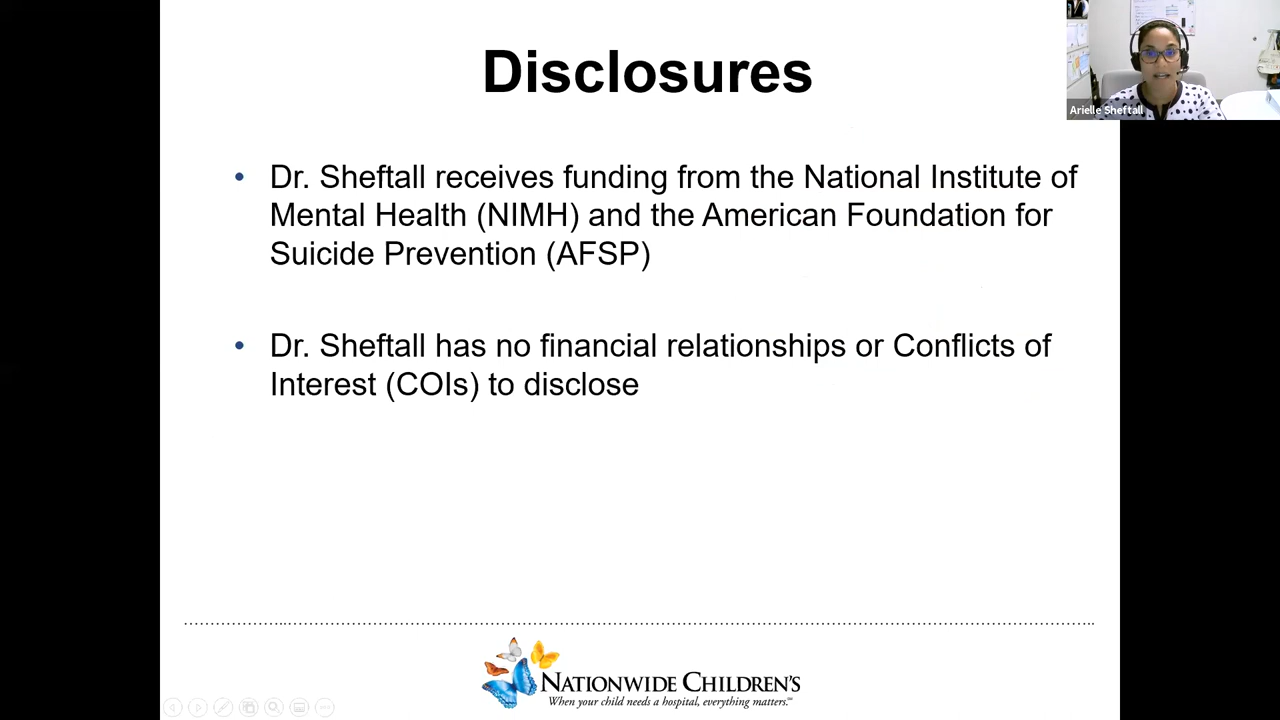 Disclosures
Arielle Sheftall
• Dr. Sheftall receives funding from the National Institute of
Mental Health (NIMH) and the American Foundation for
Suicide Prevention (AFSP)
• Dr. Sheftall has no financial relationships or Conflicts of
Interest (COIs) to disclose
NATIONWIDE CHILDREN'S
When your child needs a hospital, everything matters.℠